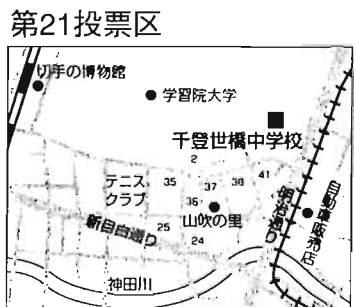 第21投票区
切手の博物館
学習院大学
千登世橋中学校
2
テニス
クラブ
35
37
38
41
36
山吹の里
明治通り
自動車販売店
新目白通り
25
24
神田川